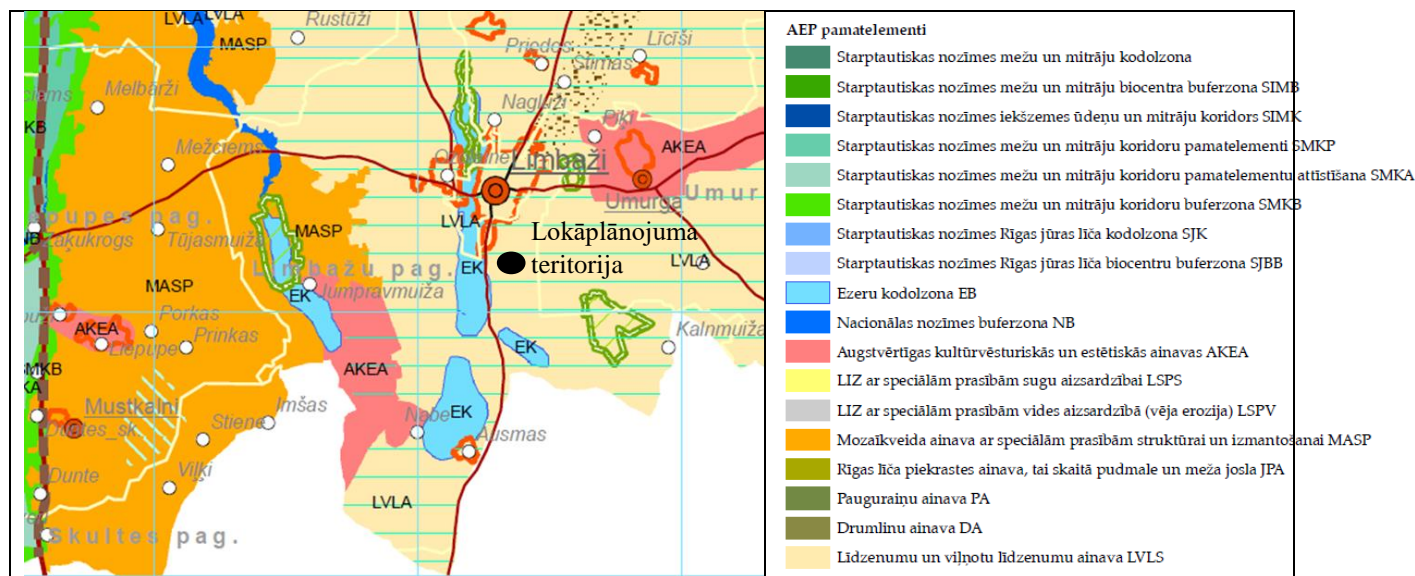 LVLA
LVLA
Rustūži
MASP
Priedes
Līcīši
Stirnas
Melbārži
Naglūži
Piķi
AKEA
Mežciems
Limbaži
Umurga
Umur
LVLA
MASP
Zaķukrogs
Tūjasmuiža
Lokāplānojuma
teritorija
LVLA
Limbažu pag.
EK
MASP
EK
Jumpravmuiža
AKEA
Porkas
Prinkas
Liepupe
EK
Kalnmuiža
AKEA
Mustkalni
Imšas
Stiene
Nabe
EK
Ausmas
Dunte
Viļķi
LVLA
Skultes pag.
AEP pamatelementi
Starptautiskas nozīmes mežu un mitrāju kodolzona
Starptautiskas nozīmes mežu un mitrāju biocentra buferzona SIMB
Starptautiskas nozīmes iekšzemes ūdeņu un mitrāju koridors SIMK
Starptautiskas nozīmes mežu un mitrāju koridoru pamatelementi SMKP
Starptautiskas nozīmes mežu un mitrāju koridoru pamatelementu attīstīšana SMKA
Starptautiskas nozīmes mežu un mitrāju koridoru buferzona SMKB
Starptautiskas nozīmes Rīgas jūras līča kodolzona SJK
Starptautiskas nozīmes Rīgas jūras līča biocentru buferzona SJBB
Ezeru kodolzona EB
Nacionālas nozīmes buferzona NB
Augstvērtīgas kultūrvēsturiskās un estētiskās ainavas AKEA
LIZ ar speciālām prasībām sugu aizsardzībai LSPS
LIZ ar speciālām prasībām vides aizsardzībā (vēja erozija) LSPV
Mozaīkveida ainava ar speciālām prasībām struktūrai un izmantošanai MASP
Rīgas līča piekrastes ainava, tai skaitā pudmale un meža josla JPA
Pauguraiņu ainava PA
Drumlinu ainava DA
Līdzenumu un viļņotu līdzenumu ainava LVLS